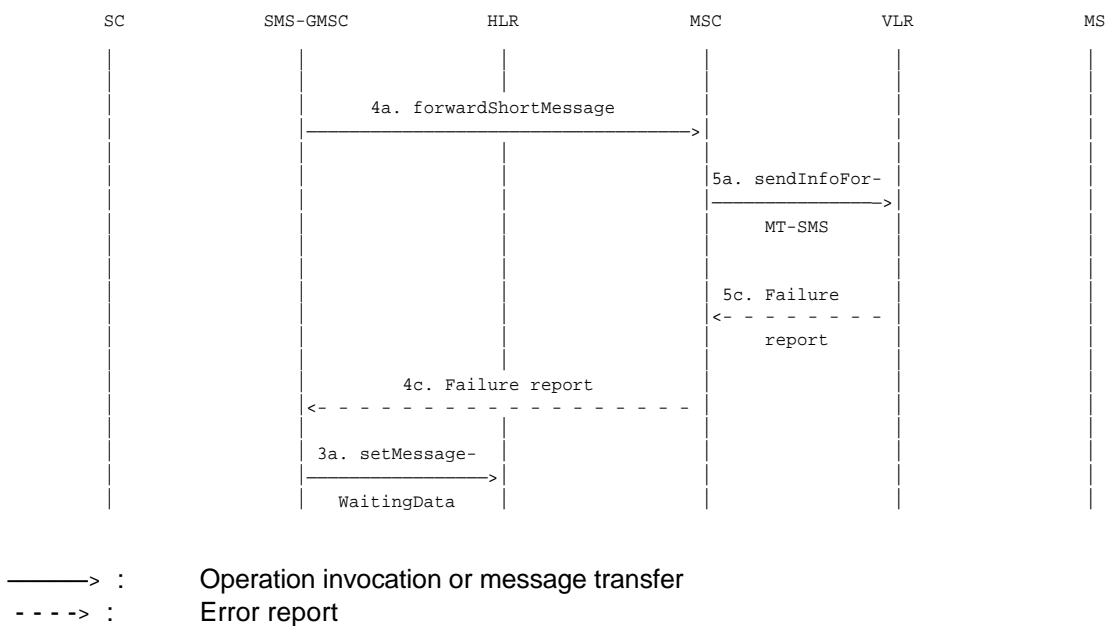 SC SMS-GMSC HLR MSC VLR MS
4a. forwardShortMessage
5a. sendInfoFor-
MT-SMS
5c. Failure
report
4c. Failure report
3a. setMessage-
WaitingData
: Operation invocation or message transfer
: Error report